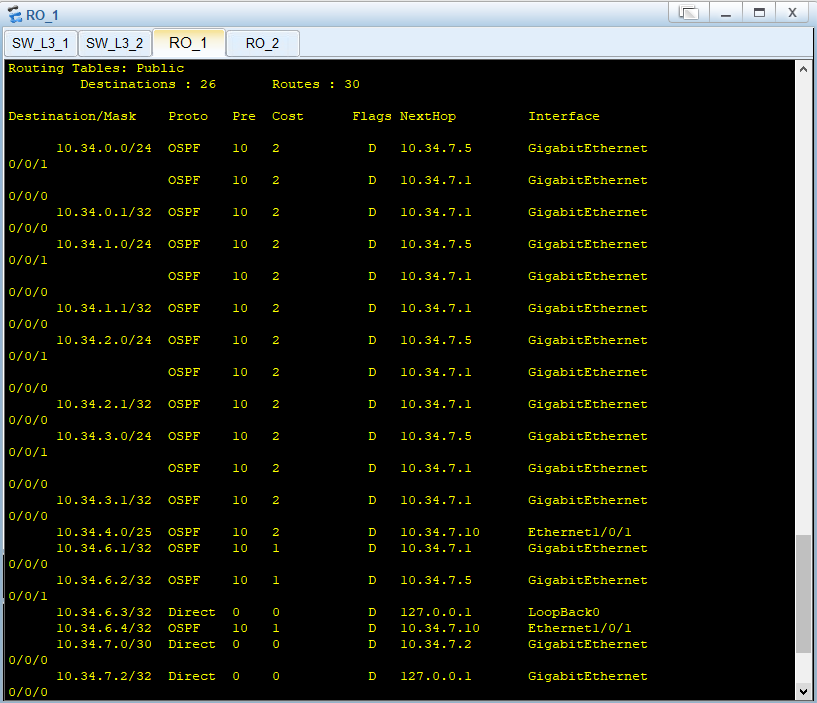 RO_1
SW_L3_1 SW_L3_2 RO_1 RO_2
Routing Tables: Public
Destinations : 26 Routes : 30
Destination/Mask Proto Pre Cost Flags NextHop Interface
10.34.0.0/24 OSPF 10 2 D 10.34.7.5 GigabitEthernet
0/0/1
OSPF 10 2 D 10.34.7.1 GigabitEthernet
0/0/0
10.34.0.1/32 OSPF 10 2 D 10.34.7.1 GigabitEthernet
0/0/0
10.34.1.0/24 OSPF 10 2 D 10.34.7.5 GigabitEthernet
0/0/1
OSPF 10 2 D 10.34.7.1 GigabitEthernet
0/0/0
10.34.1.1/32 OSPF 10 2 D 10.34.7.1 GigabitEthernet
0/0/0
10.34.2.0/24 OSPF 10 2 D 10.34.7.5 GigabitEthernet
0/0/1
OSPF 10 2 D 10.34.7.1 GigabitEthernet
0/0/0
10.34.2.1/32 OSPF 10 2 D 10.34.7.1 GigabitEthernet
0/0/0
10.34.3.0/24 OSPF 10 2 D 10.34.7.5 GigabitEthernet
0/0/1
OSPF 10 2 D 10.34.7.1 GigabitEthernet
0/0/0
10.34.3.1/32 OSPF 10 2 D 10.34.7.1 GigabitEthernet
0/0/0
10.34.4.0/25 OSPF 10 2 D 10.34.7.10 Ethernet1/0/1
10.34.6.1/32 OSPF 10 1 D 10.34.7.1 GigabitEthernet
0/0/0
10.34.6.2/32 OSPF 10 1 D 10.34.7.5 GigabitEthernet
0/0/1
10.34.6.3/32 Direct 0 0 D 127.0.0.1 LoopBack0
10.34.6.4/32 OSPF 10 1 D 10.34.7.10 Ethernet1/0/1
10.34.7.0/30 Direct 0 0 D 10.34.7.2 GigabitEthernet
0/0/0
10.34.7.2/32 Direct 0 0 D 127.0.0.1 GigabitEthernet
0/0/0